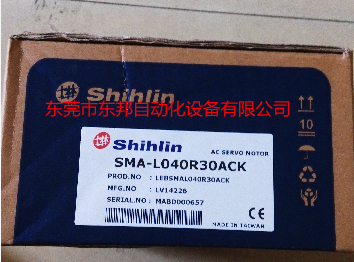 Shihlin
东莞市东邦自动化设备有限公司
10
Shihlin
AC SERVO MOTOR
SMA-L040R30ACK
PROD.NO : LEBSMAL040R30ACK
MFG.NO : LV14226
SERIAL.NO : MABD000657
MADE IN TAIWAN